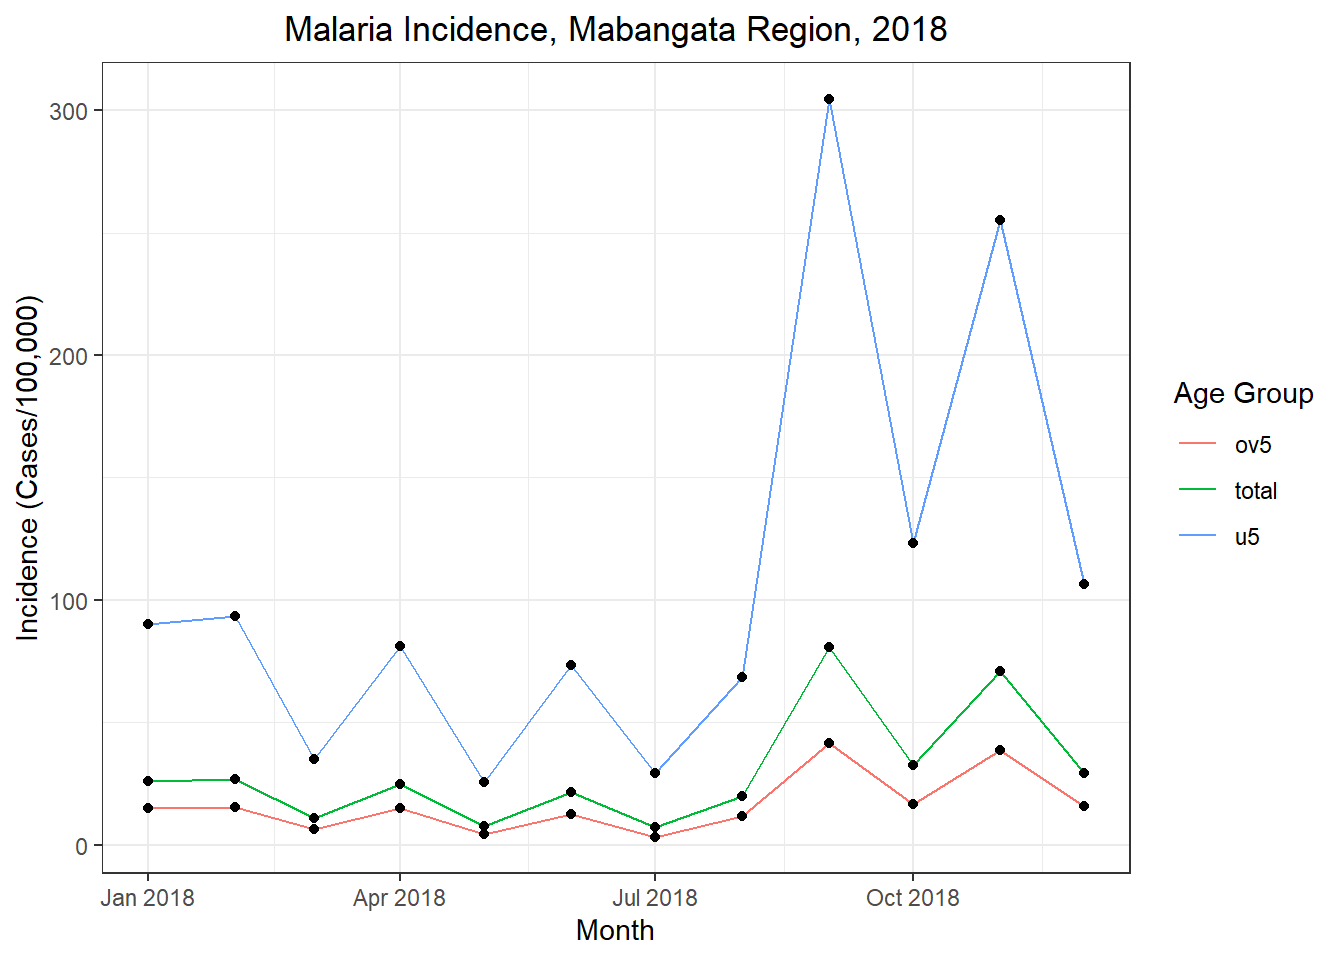 Malaria Incidence, Mabangata Region, 2018
Incidence (Cases/100,000)
300
200
100
0
Jan 2018
Apr 2018
Jul 2018
Oct 2018
Month
Age Group
ov5
total
u5